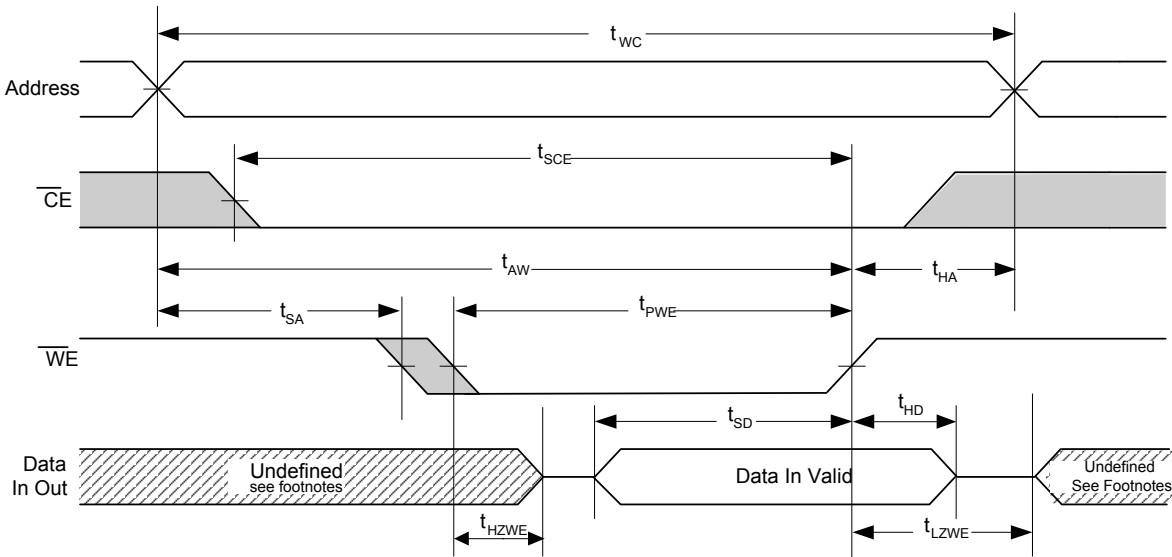 tWC
Address
tSCE
CE
tAW
tHA
tSA
tPWE
WE
tSD
tHD
Data
In Out
Undefined
see footnotes
Data In Valid
Undefined
See Footnotes
tHZWE
tLZWE